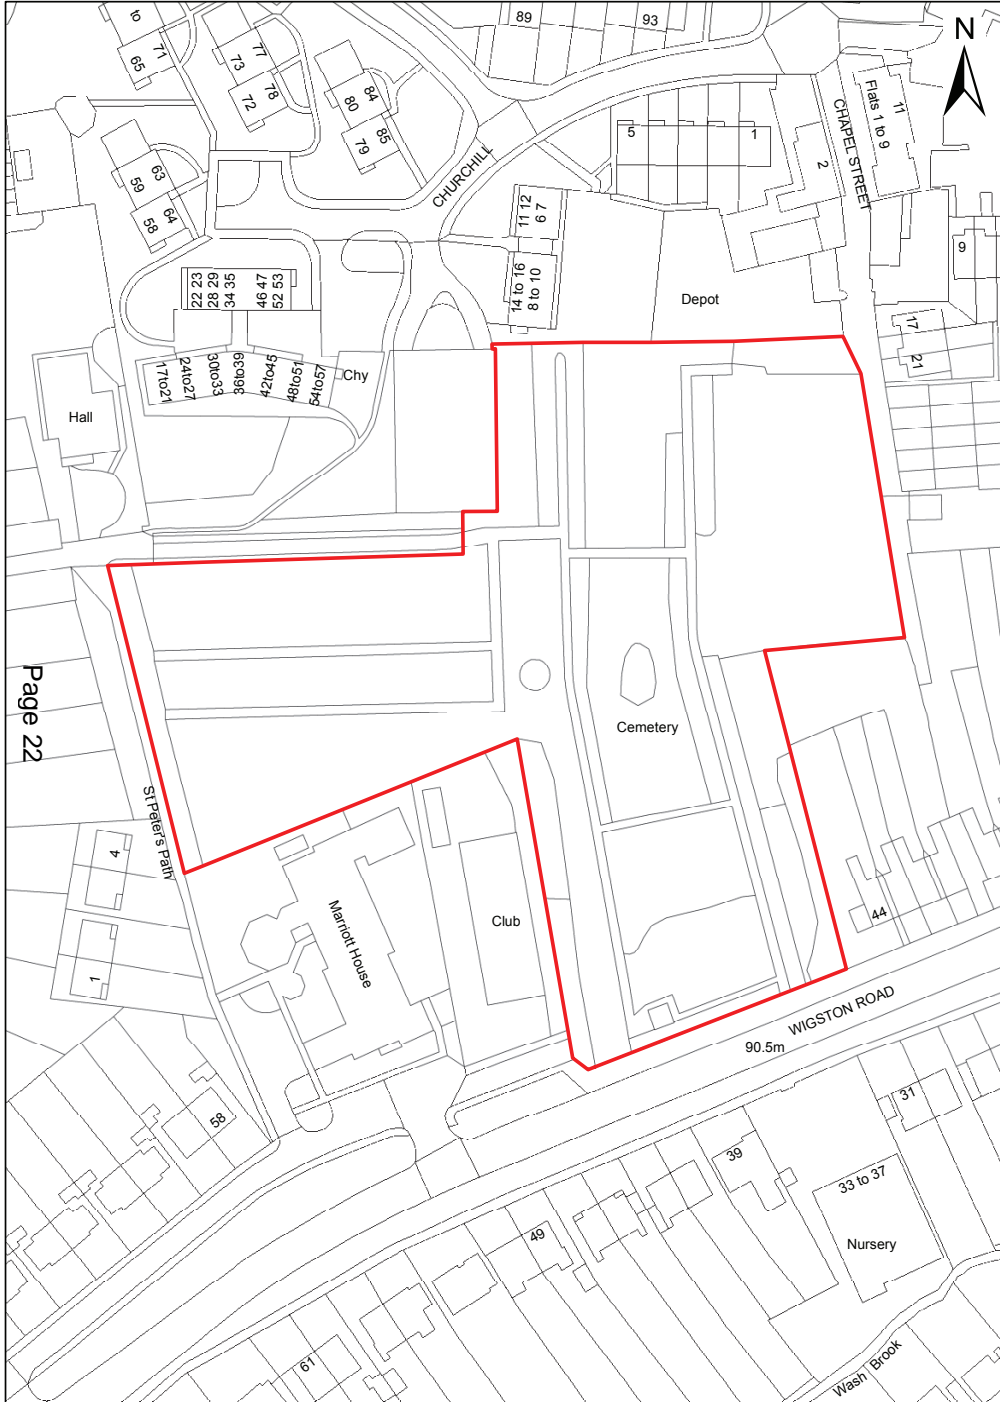 89
93
N
to
71
65
77
73
78
72
84
80
85
79
5
1
2
CHAPEL STREET
Flats 1 to 9
11
CHURCHILL
63
59
64
58
11 12
6 7
14 to 16
8 to 10
9
22 23
28 29
34 35
46 47
52 53
Depot
17
21
17to21
24to27
30to33
36to39
42to45
48to51
54to57
Chy
Hall
Page 22
Cemetery
St Peter's Path
4
1
Marriott House
Club
44
WIGSTON ROAD
90.5m
58
31
39
33 to 37
49
Nursery
61
Wash Brook